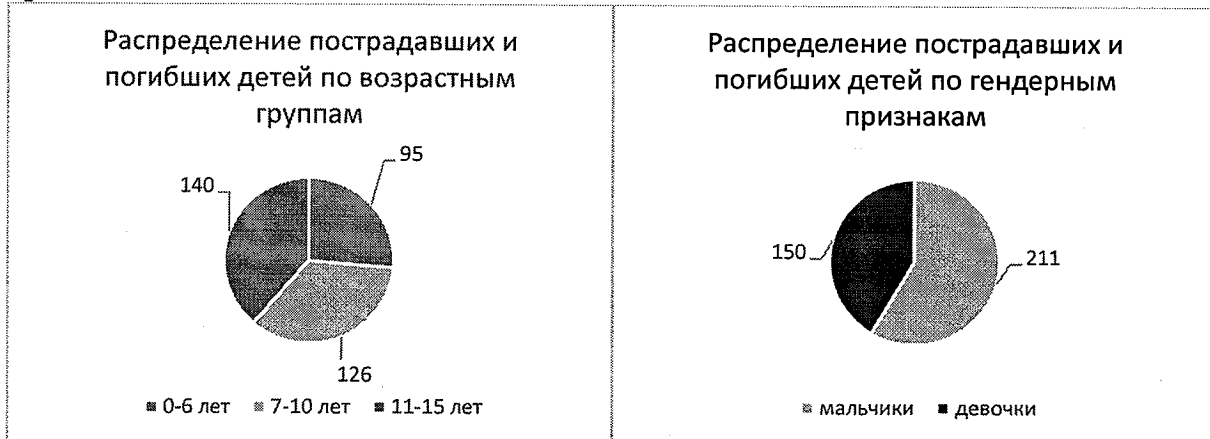 Распределение пострадавших и
погибших детей по возрастным
группам
95
140
126
0-6 лет 7-10 лет 11-15 лет
Распределение пострадавших и
погибших детей по гендерным
признакам
150
211
мальчики девочки